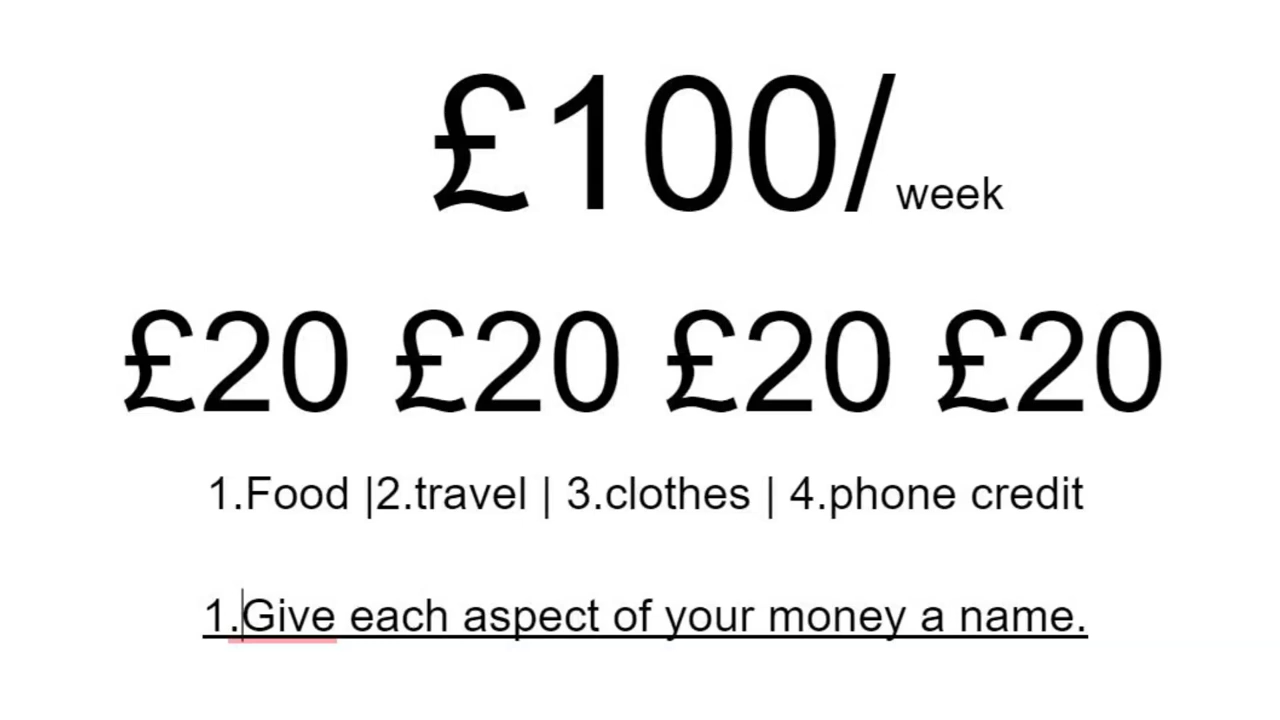 £100/week
£20 £20 £20 £20
1.Food |2.travel | 3.clothes | 4.phone credit
1.Give each aspect of your money a name.